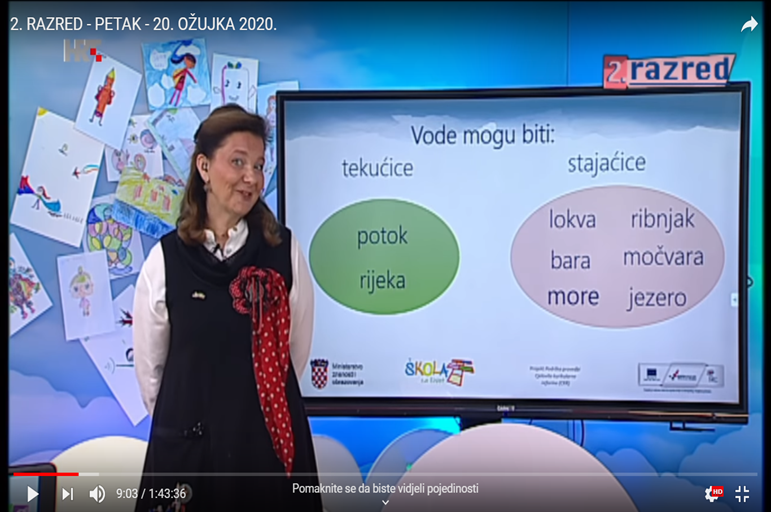 2. RAZRED - PETAK - 20. OŽUJKA 2020.
HRT
2. razred
Vode mogu biti:
tekućice
stajaćice
potok
rijeka
lokva ribnjak
bara močvara
more jezero
Ministarstvo
znanosti i
obrazovanja
ŠKOLA
za život
9:03 / 1:43:36
Pomaknite se da biste vidjeli pojedinosti
HD